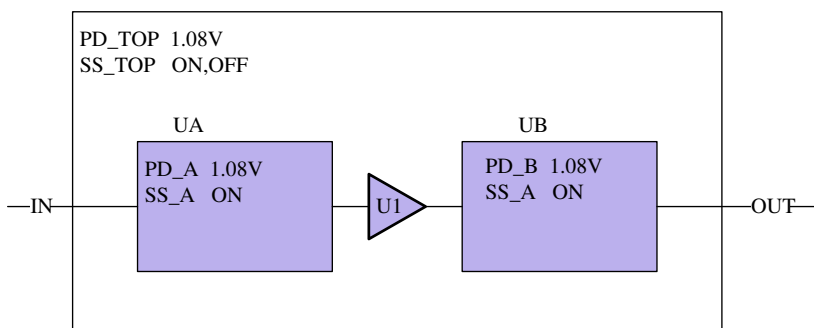 PD_TOP 1.08V
SS_TOP ON,OFF
UA
UB
PD_A 1.08V
SS_A ON
PD_B 1.08V
SS_A ON
IN
U1
OUT